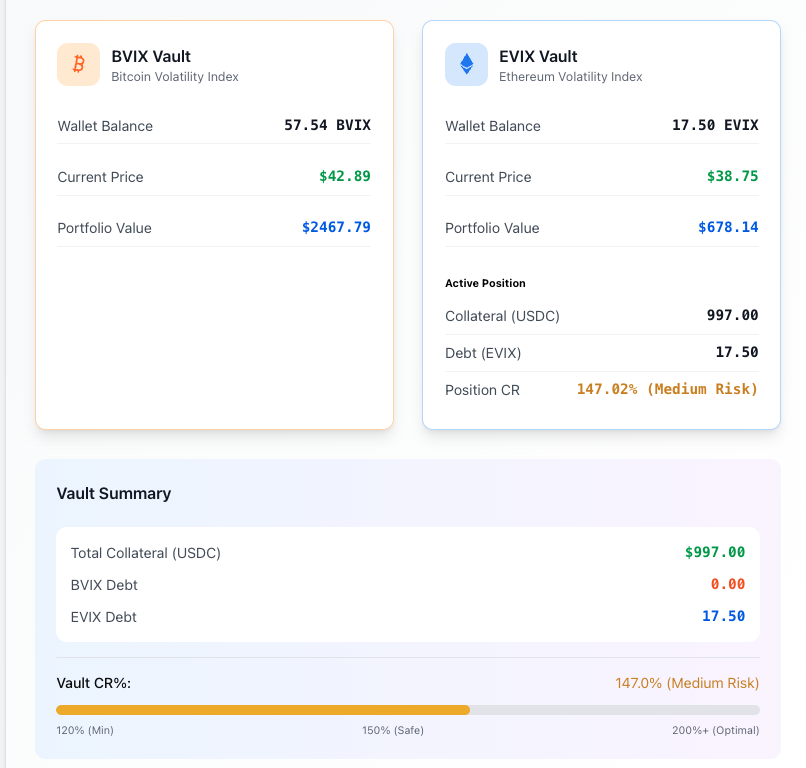 BVIX Vault
Bitcoin Volatility Index
Wallet Balance 57.54 BVIX
Current Price $42.89
Portfolio Value $2467.79
EVIX Vault
Ethereum Volatility Index
Wallet Balance 17.50 EVIX
Current Price $38.75
Portfolio Value $678.14
Active Position
Collateral (USDC) 997.00
Debt (EVIX) 17.50
Position CR 147.02% (Medium Risk)
Vault Summary
Total Collateral (USDC) $997.00
BVIX Debt 0.00
EVIX Debt 17.50
Vault CR%: 147.0% (Medium Risk)
120% (Min) 150% (Safe) 200%+ (Optimal)